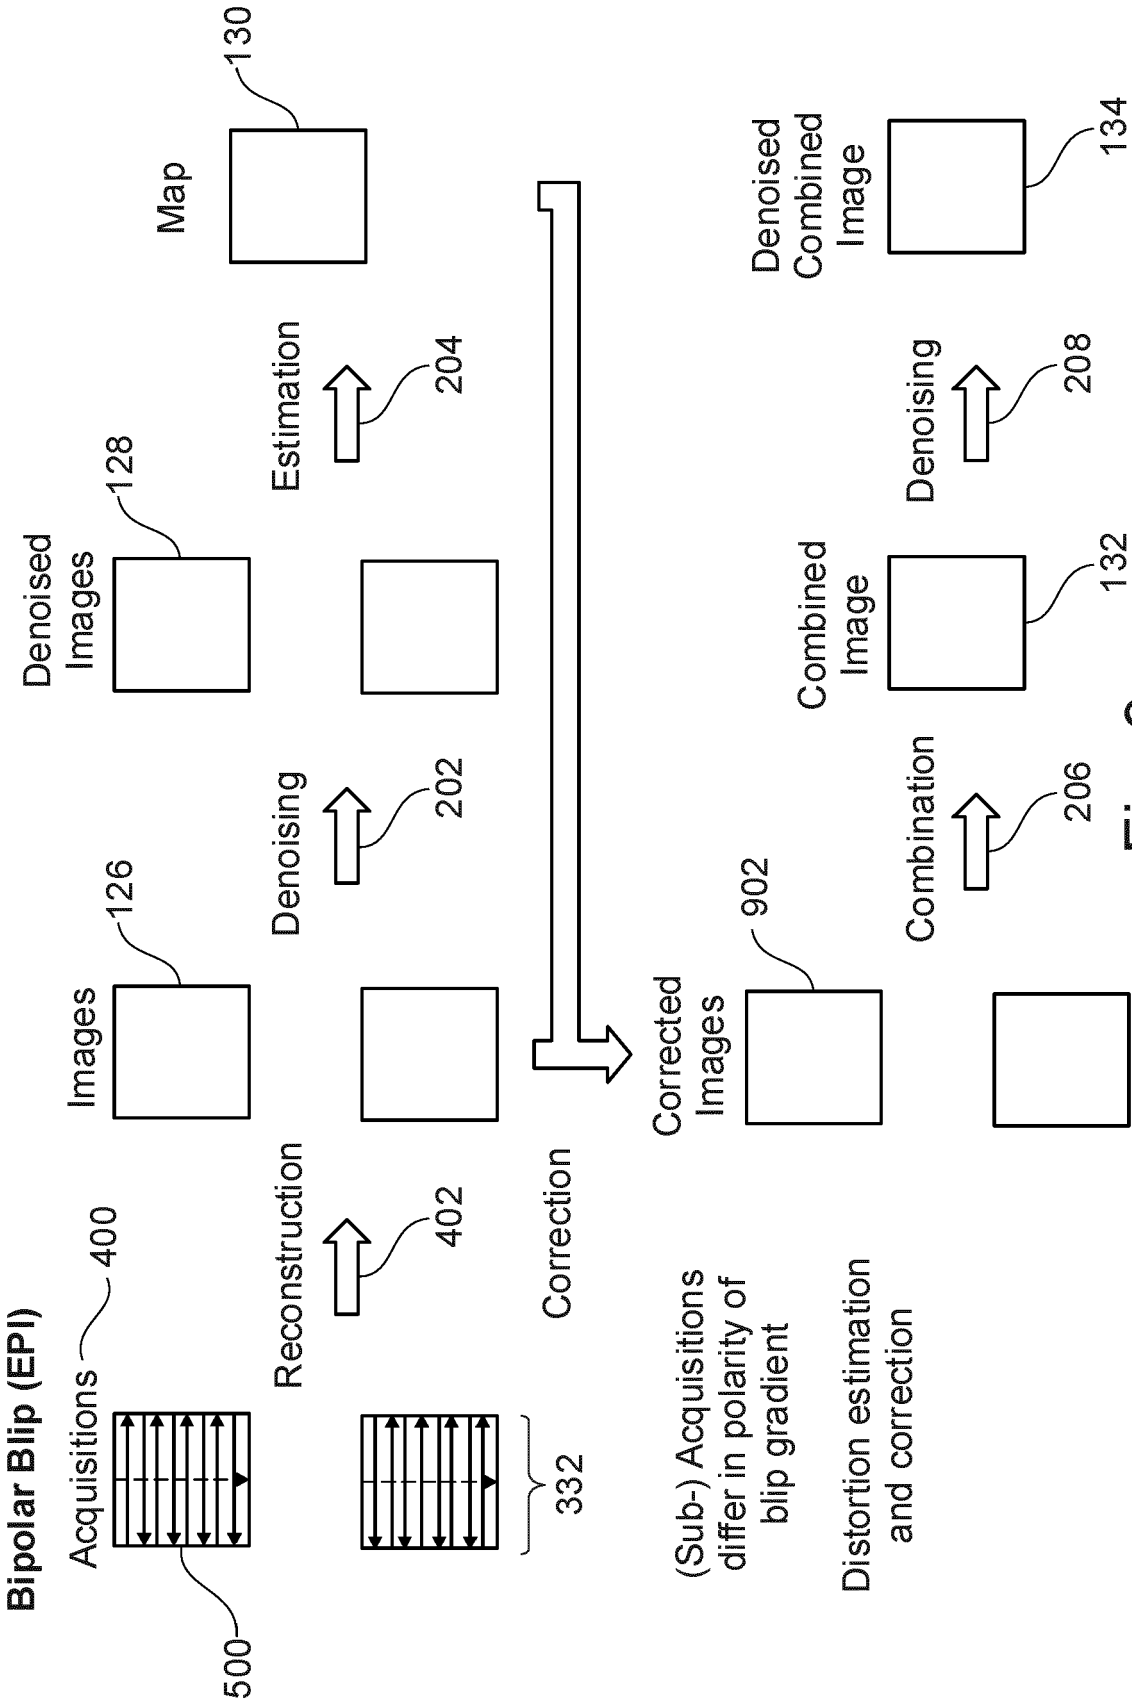 Bipolar Blip (EPI)
Acquisitions
400
500
332
Reconstruction
402
Images
126
Denoising
202
Denoised
Images
128
Estimation
204
Map
130
Correction
(Sub-) Acquisitions
differ in polarity of
blip gradient
Distortion estimation
and correction
Corrected
Images
902
Combination
206
Combined
Image
132
Denoising
208
Denoised
Combined
Image
134